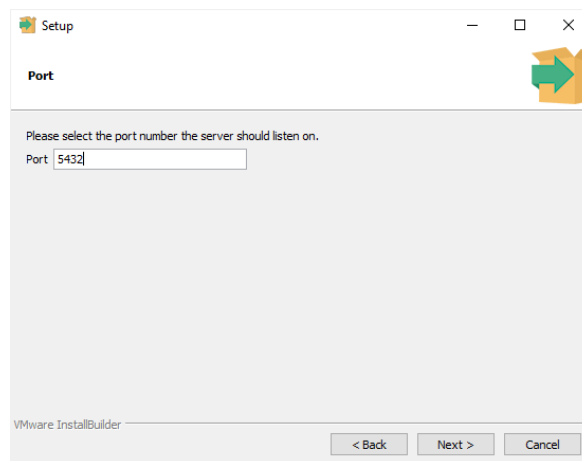 Setup
Port
Please select the port number the server should listen on.
Port 5432
VMware InstallBuilder
< Back Next > Cancel